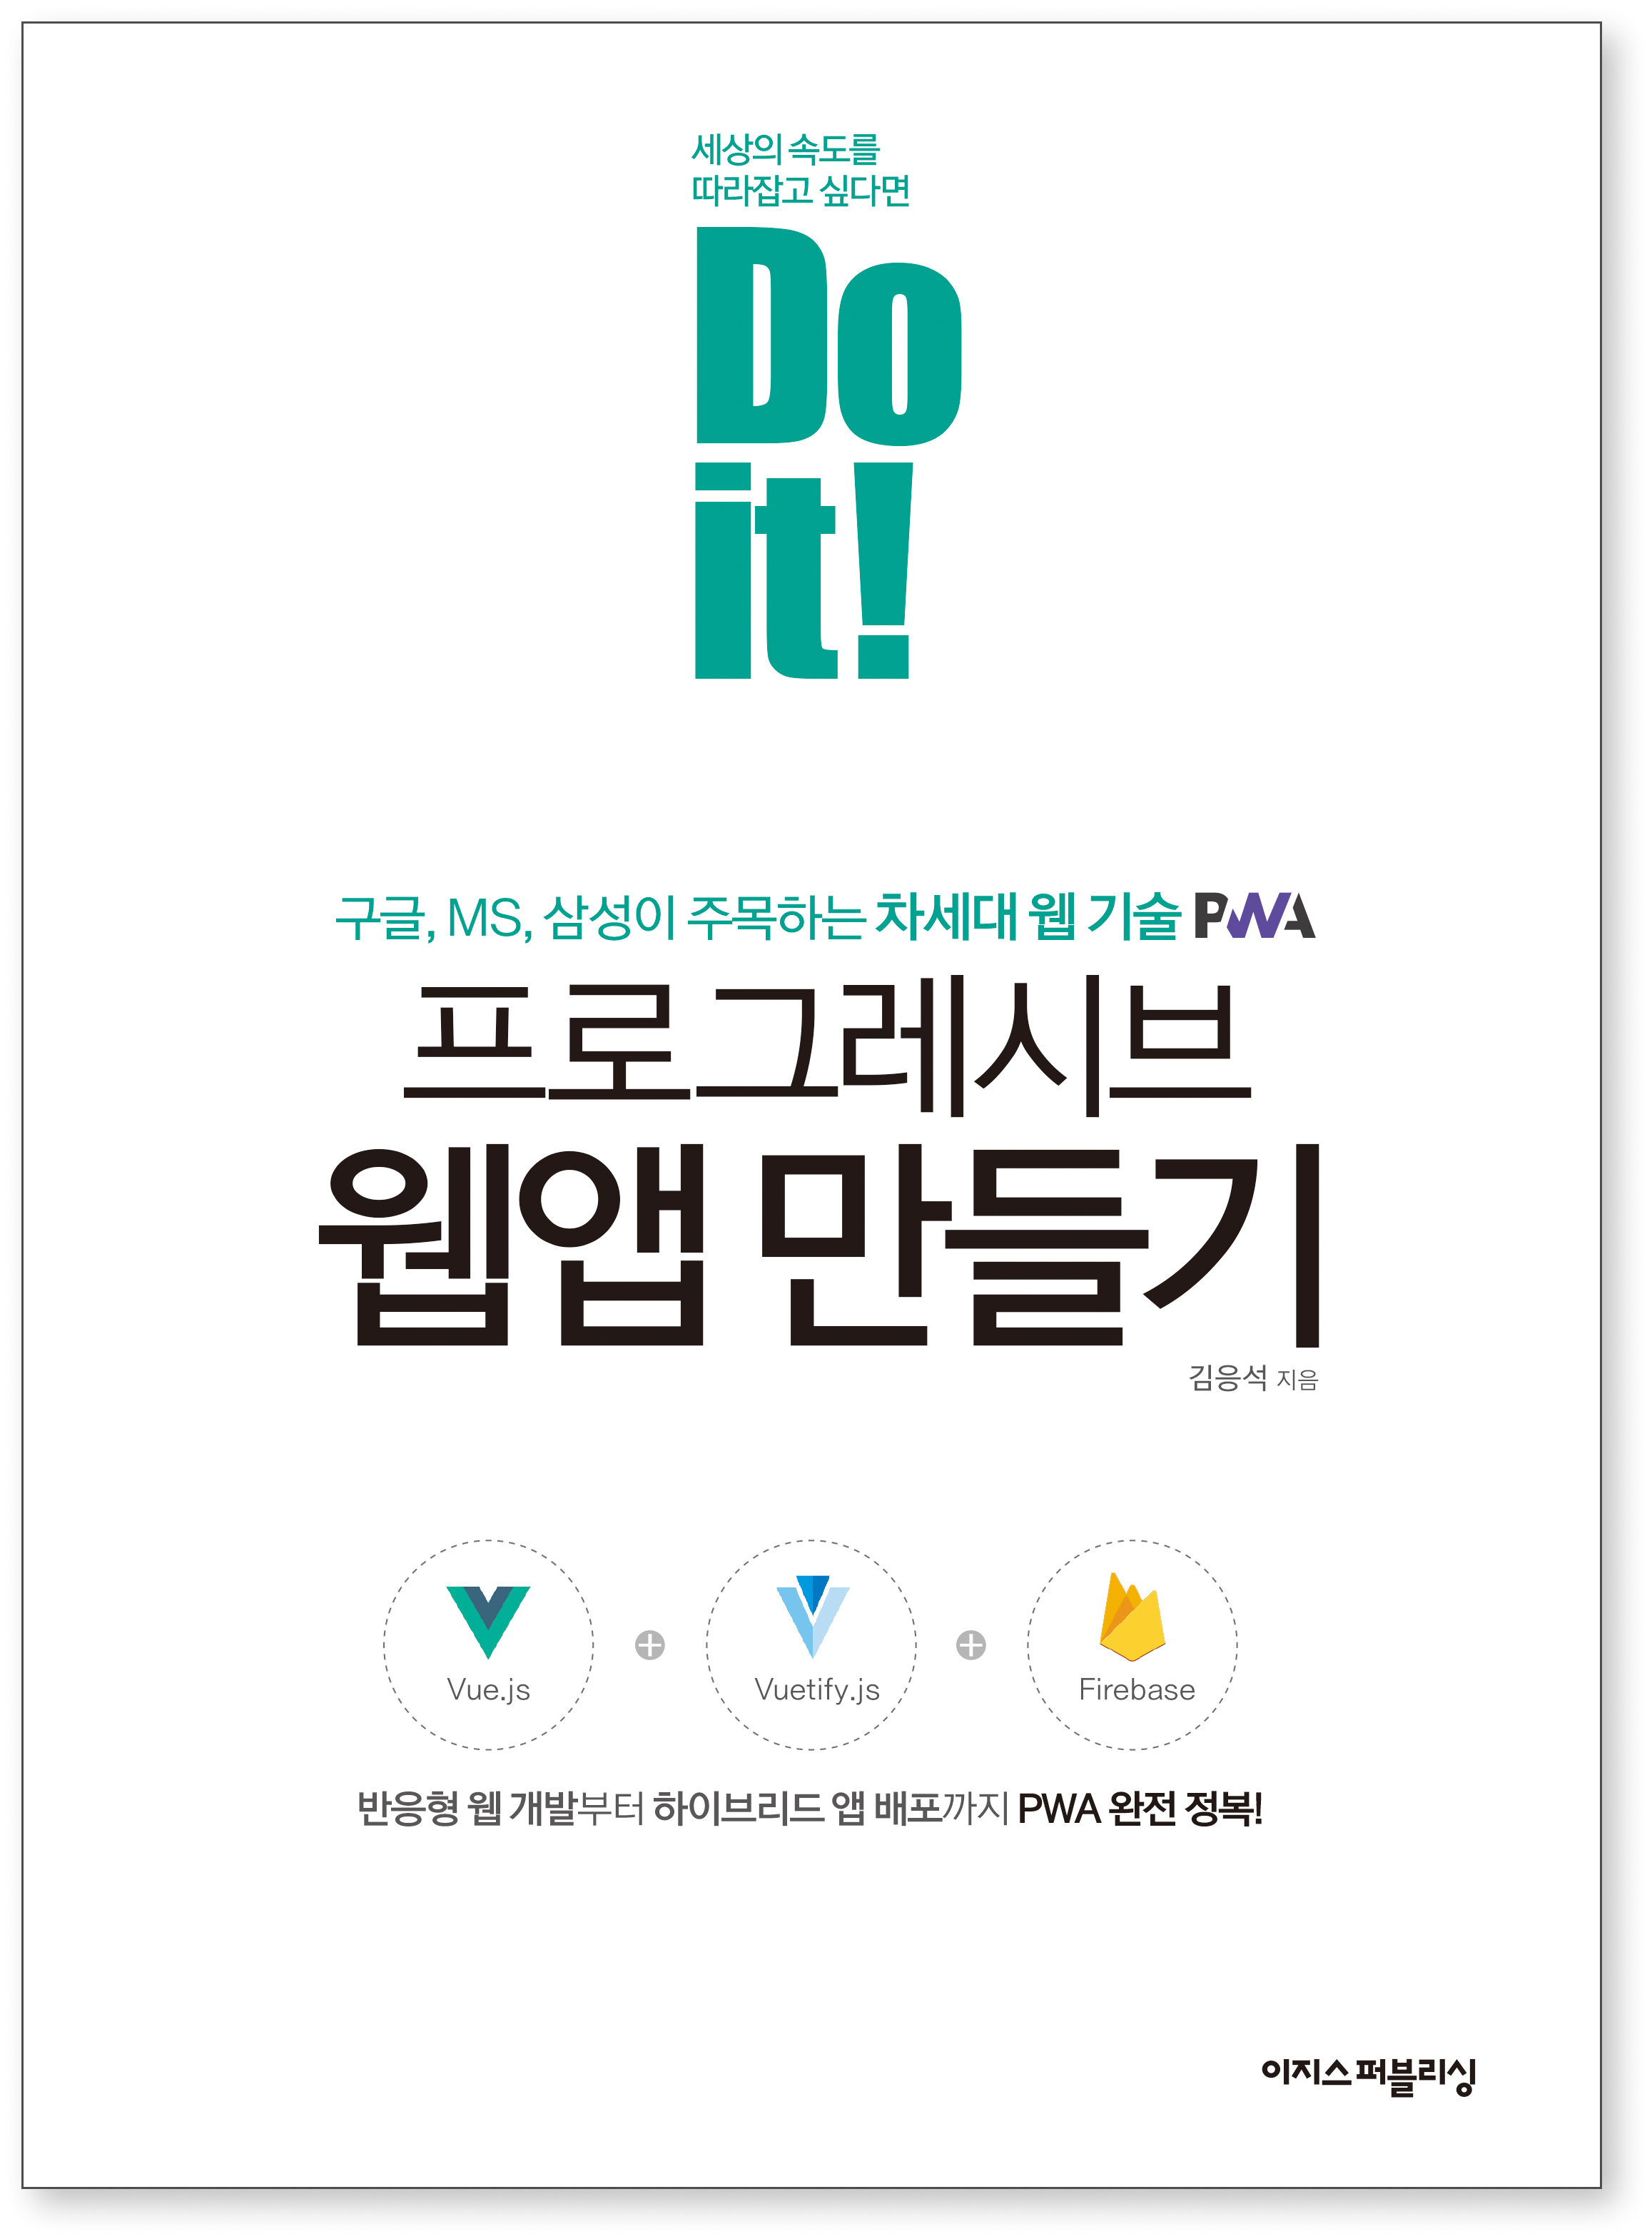 세상의 속도를
따라잡고 싶다면
Do
it!
구글, MS, 삼성이 주목하는 차세대 웹 기술 PWA
프로그레시브
웹앱 만들기
김응석 지음
Vue.js
Vuetify.js
Firebase
반응형 웹 개발부터 하이브리드 앱 배포까지 PWA 완전 정복!
이지스 퍼블리싱